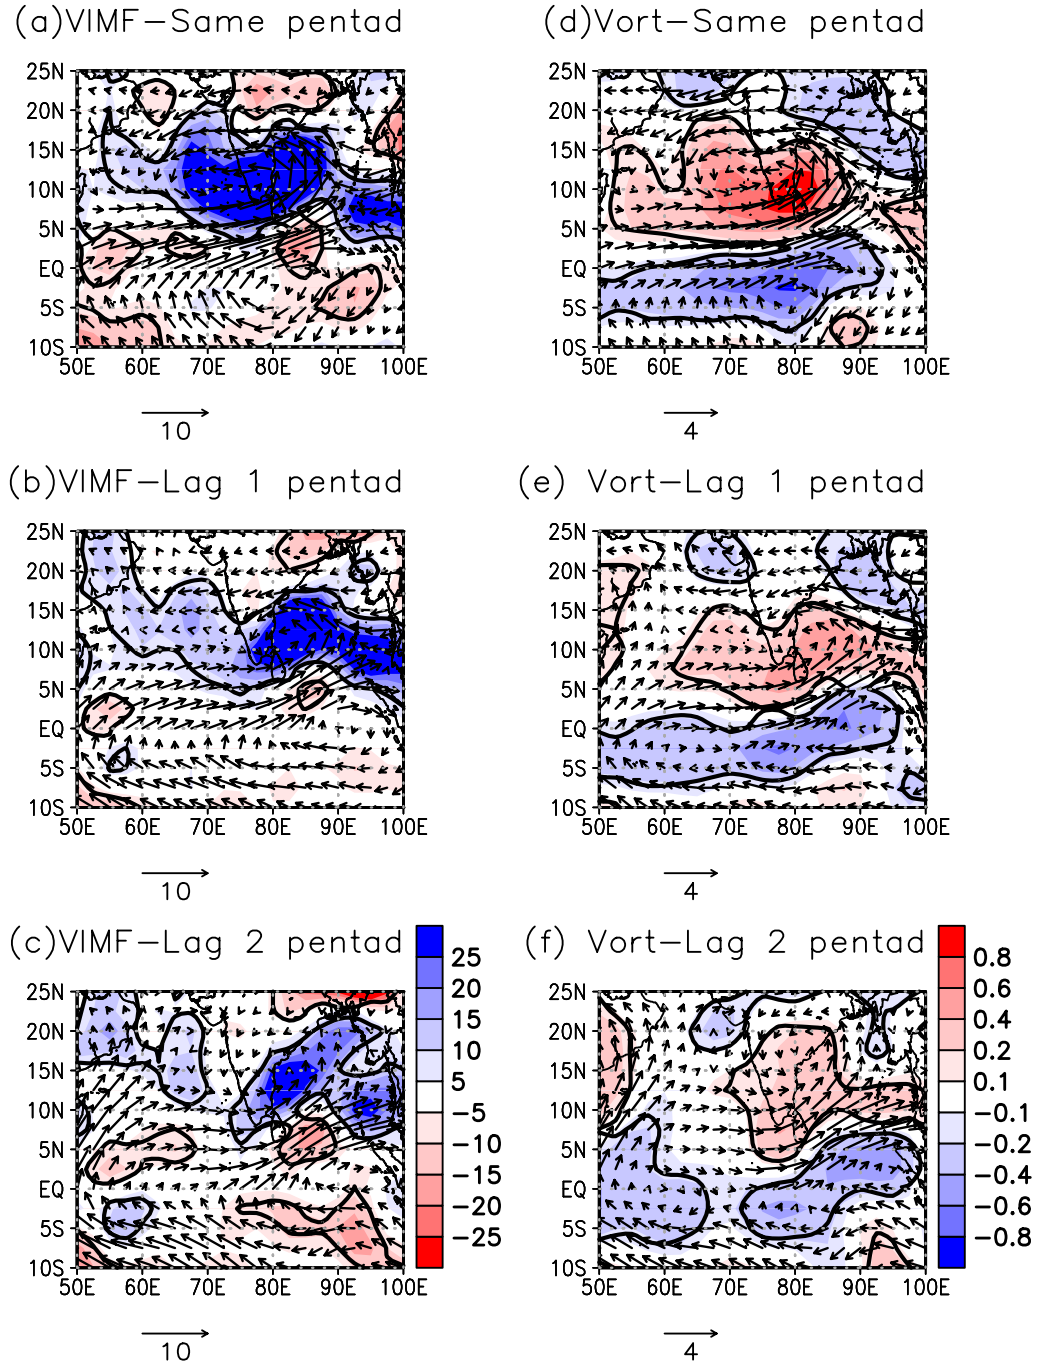 (a)VIMF-Same pentad
25N
20N
15N
10N
5N
EQ
5S
10S
50E 60E 70E 80E 90E 100E
10
(d)Vort-Same pentad
25N
20N
15N
10N
5N
EQ
5S
10S
50E 60E 70E 80E 90E 100E
4
(b)VIMF-Lag 1 pentad
25N
20N
15N
10N
5N
EQ
5S
10S
50E 60E 70E 80E 90E 100E
10
(e) Vort-Lag 1 pentad
25N
20N
15N
10N
5N
EQ
5S
10S
50E 60E 70E 80E 90E 100E
4
(c)VIMF-Lag 2 pentad
25N
20N
15N
10N
5N
EQ
5S
10S
50E 60E 70E 80E 90E 100E
10
25
20
15
10
5
-5
-10
-15
-20
-25
(f) Vort-Lag 2 pentad
25N
20N
15N
10N
5N
EQ
5S
10S
50E 60E 70E 80E 90E 100E
4
0.8
0.6
0.4
0.2
0.1
-0.1
-0.2
-0.4
-0.6
-0.8